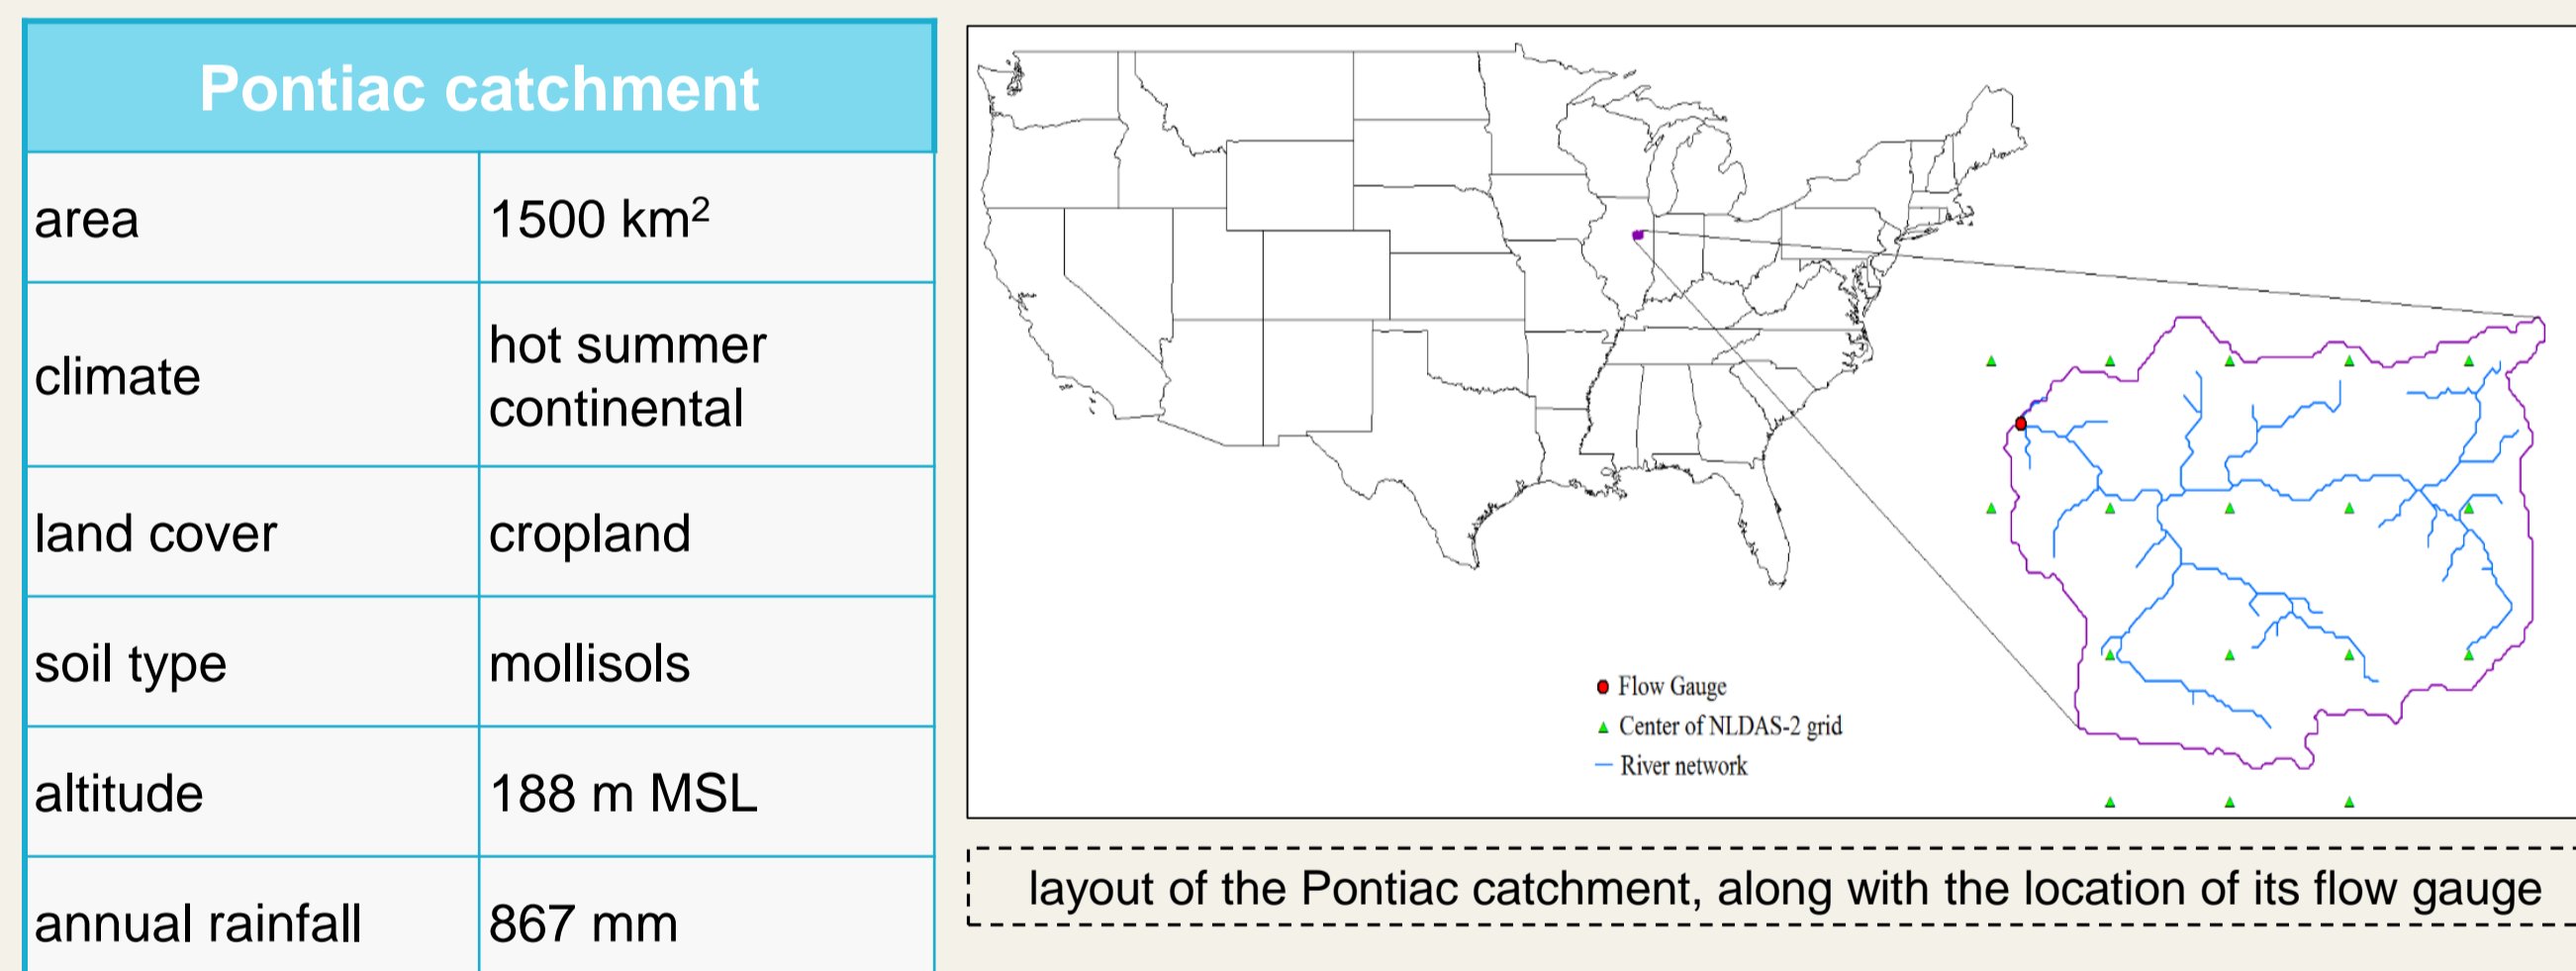 Pontiac catchment
area 1500 km²
climate hot summer
continental
land cover cropland
soil type mollisols
altitude 188 m MSL
annual rainfall 867 mm
Flow Gauge
Center of NLDAS-2 grid
River network
layout of the Pontiac catchment, along with the location of its flow gauge